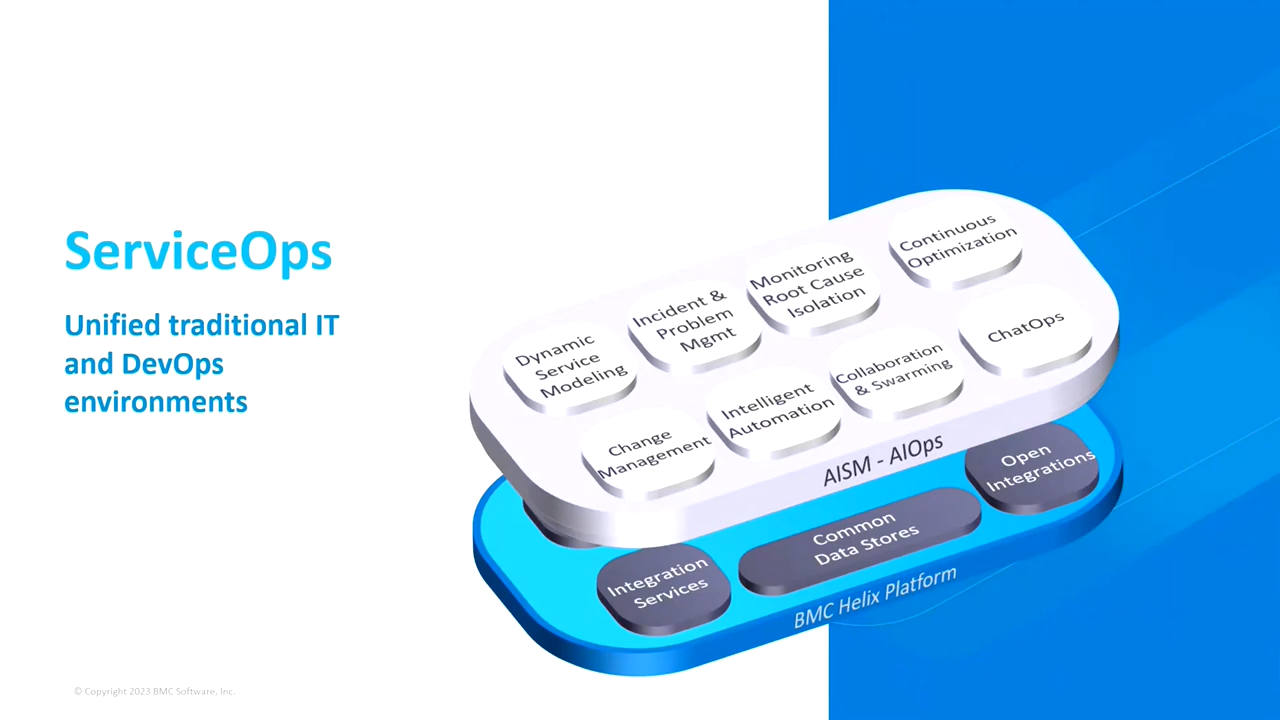 ServiceOps
Unified traditional IT
and DevOps
environments
Continuous
Optimization
Monitoring
Root Cause
Isolation
Incident &
Problem
Mgmt
Dynamic
Service
Modeling
ChatOps
Collaboration
& Swarming
Intelligent
Automation
Change
Management
AISM - AIOps
Open
Integrations
Common
Data Stores
Integration
Services
BMC Helix Platform
© Copyright 2023 BMC Software, Inc.